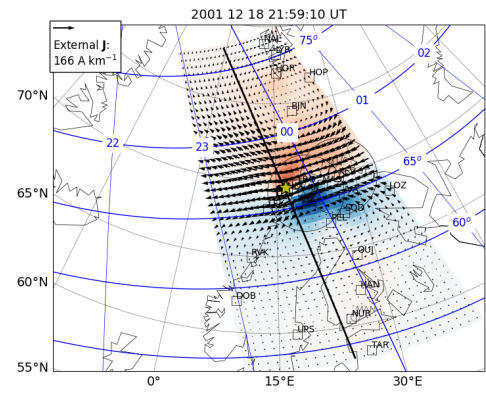 2001 12 18 21:59:10 UT
External J:
166 A km⁻¹
75°
02
HOP
70°N
BJN
01
00
22
23
65°
LOZ
65°N
PEL
60°
RVK
OUJ
60°N
HAN
DOB
NUR
UPS
TAR
55°N
0°
15°E
30°E